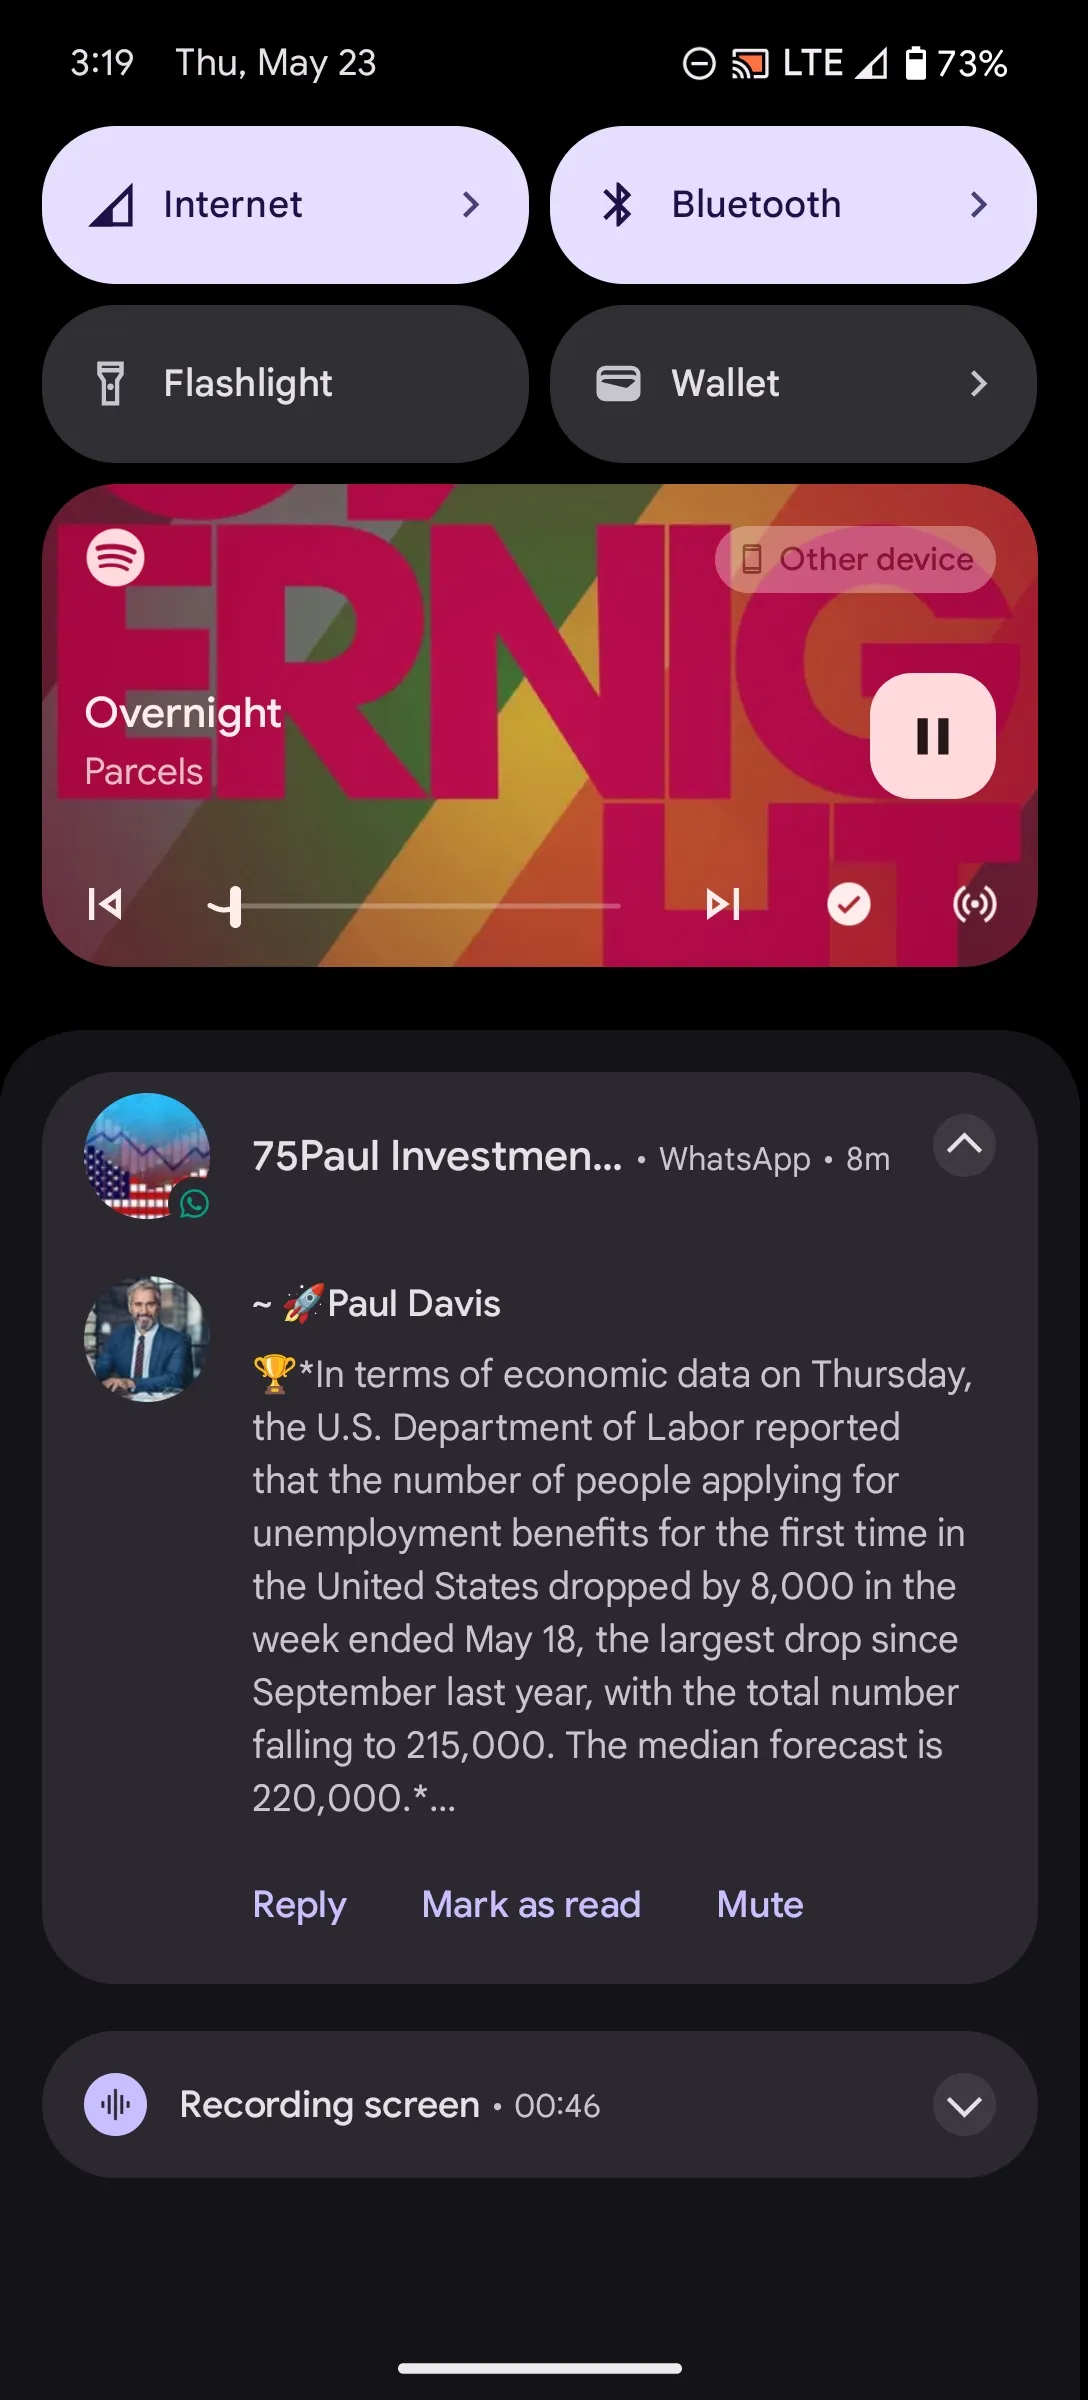 3:19 Thu, May 23 LTE 73%
Internet
Bluetooth
Flashlight
Wallet
ERNIG
HT
Other device
Overnight
Parcels
75Paul Investmen... • WhatsApp • 8m
~ 🚀Paul Davis
🏆*In terms of economic data on Thursday,
the U.S. Department of Labor reported
that the number of people applying for
unemployment benefits for the first time in
the United States dropped by 8,000 in the
week ended May 18, the largest drop since
September last year, with the total number
falling to 215,000. The median forecast is
220,000.*...
Reply Mark as read Mute
Recording screen • 00:46